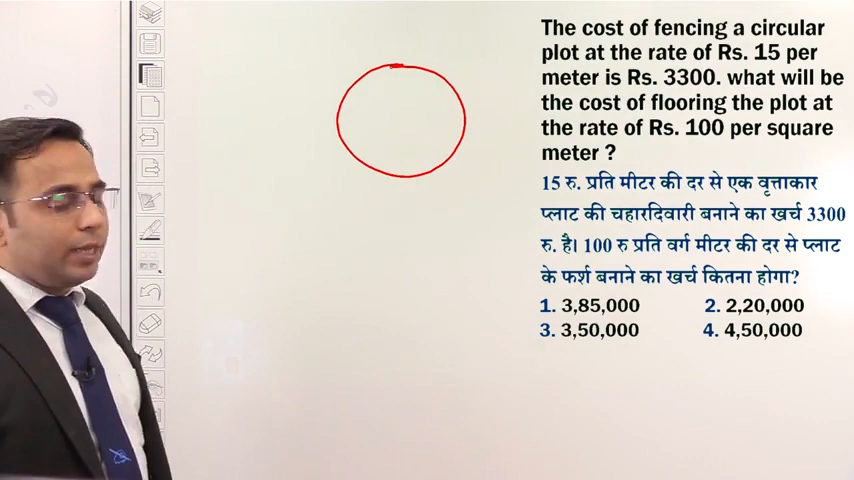 The cost of fencing a circular
plot at the rate of Rs. 15 per
meter is Rs. 3300. what will be
the cost of flooring the plot at
the rate of Rs. 100 per square
meter ?
15 रु. प्रति मीटर की दर से एक वृत्ताकार
प्लाट की चहारदिवारी बनाने का खर्च 3300
रु. है। 100 रु प्रति वर्ग मीटर की दर से प्लाट
के फर्श बनाने का खर्च कितना होगा?
1. 3,85,000 2. 2,20,000
3. 3,50,000 4. 4,50,000